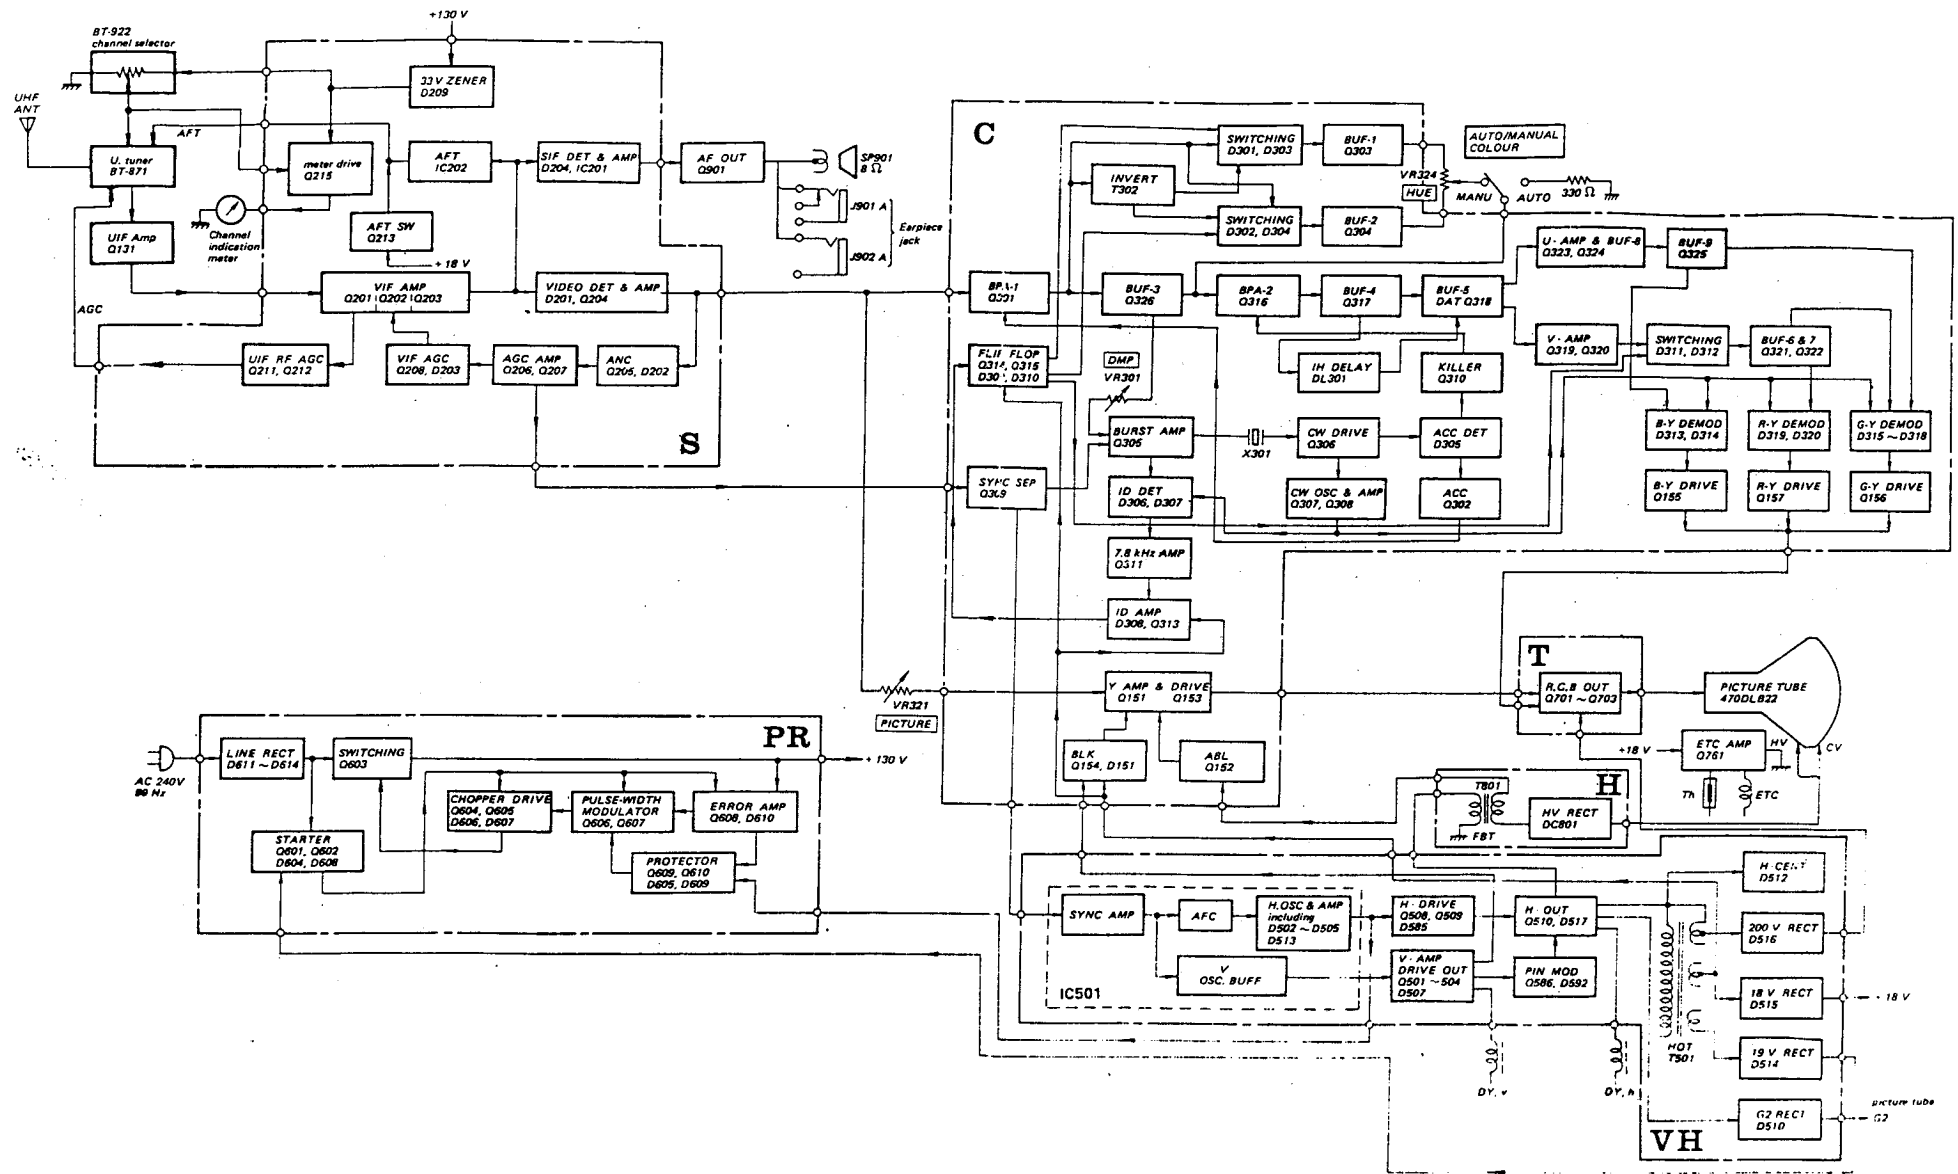 +130 V
BT-922
channel selector
33V ZENER
D209
UHF
ANT
AFT
U. tuner
BT-871
meter drive
Q215
AFT
IC202
SIF DET & AMP
D204, IC201
AF OUT
Q901
SP901
8 Ω
J901 A
Earpiece
jack
J902 A
UIF Amp
Q131
Channel
indication
meter
AFT SW
Q213
+ 18 V
VIF AMP
Q201 Q202 Q203
VIDEO DET & AMP
D201, Q204
AGC
UIF RF AGC
Q211, Q212
VIF AGC
Q208, D203
AGC AMP
Q206, Q207
ANC
Q205, D202
S
C
SWITCHING
D301, D303
BUF-1
Q303
AUTO/MANUAL
COLOUR
INVERT
T302
VR324
HUE
MANU
AUTO
330 Ω
SWITCHING
D302, D304
BUF-2
Q304
U- AMP & BUF-8
Q323, Q324
BUF-9
Q325
BPA-1
Q301
BUF-3
Q326
BPA-2
Q316
BUF-4
Q317
BUF-5
DAT Q318
V- AMP
Q319, Q320
SWITCHING
D311, D312
BUF-6 & 7
Q321, Q322
FLIP FLOP
Q314, Q315
D310
DMP
VR301
IH DELAY
DL301
KILLER
Q310
BURST AMP
Q305
X301
CW DRIVE
Q306
ACC DET
D305
B-Y DEMOD
D313, D314
R-Y DEMOD
D319, D320
G-Y DEMOD
D315 ~ D318
SYNC SEP
Q309
ID DET
D306, D307
CW OSC & AMP
Q307, Q308
ACC
Q302
B-Y DRIVE
Q155
R-Y DRIVE
Q157
G-Y DRIVE
Q156
7.8 kHz AMP
Q311
ID AMP
D308, Q313
VR321
PICTURE
Y AMP & DRIVE
Q151 Q153
T
R.G.B OUT
Q701 ~ Q703
PICTURE TUBE
470DLB22
BLK
Q154, D151
ABL
Q152
+18 V
ETC AMP
Q761
HV
CV
Th
ETC
PR
AC 240V
LINE RECT
D611 ~ D614
SWITCHING
Q603
+ 130 V
CHOPPER DRIVE
Q604, Q605
D606, D607
PULSE-WIDTH
MODULATOR
Q606, Q607
ERROR AMP
Q608, D610
STARTER
Q601, Q602
D604, D608
PROTECTOR
Q609, Q610
D605, D609
H
T801
FBT
HV RECT
DC801
SYNC AMP
AFC
H.OSC & AMP
including
D502 ~ D505
D513
H- DRIVE
Q508, Q509
D585
H- OUT
Q510, D517
H-CENT
D512
200 V RECT
D516
V
OSC. BUFF
IC501
V- AMP
DRIVE OUT
Q501 ~ 504
D507
PIN MOD
Q586, D592
18 V RECT
D515
+ 18 V
HOT
T501
19 V RECT
D514
DY, v
DY, h
G2 RECT
D510
picture tube
G2
VH